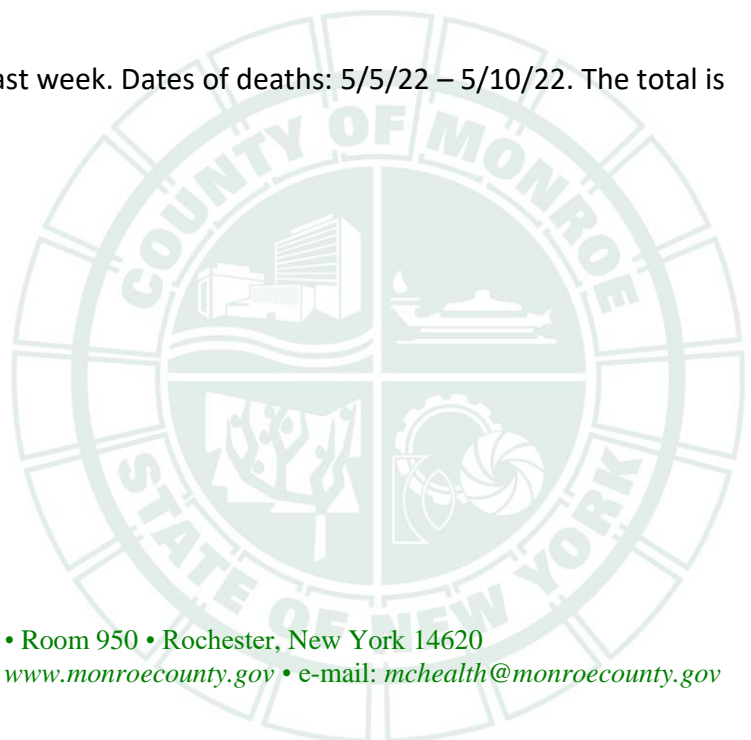 ast week. Dates of deaths: 5/5/22 – 5/10/22. The total is
COUNTY OF MONROE
STATE OF NEW YORK
• Room 950 • Rochester, New York 14620
www.monroecounty.gov • e-mail: mchealth@monroecounty.gov